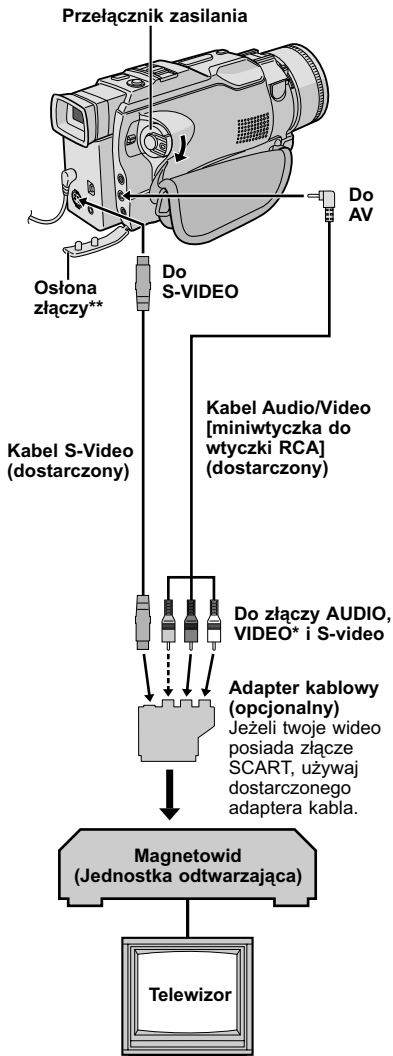 Przełącznik zasilania
Do
AV
Osłona
złączy**
Do
S-VIDEO
Kabel Audio/Video
[miniwtyczka do
wtyczki RCA]
(dostarczony)
Kabel S-Video
(dostarczony)
Do złączy AUDIO,
VIDEO* i S-video
Adapter kablowy
(opcjonalny)
Jeżeli twoje wideo
posiada złącze
SCART, używaj
dostarczonego
adaptera kabla.
Magnetowid
(Jednostka odtwarzająca)
Telewizor